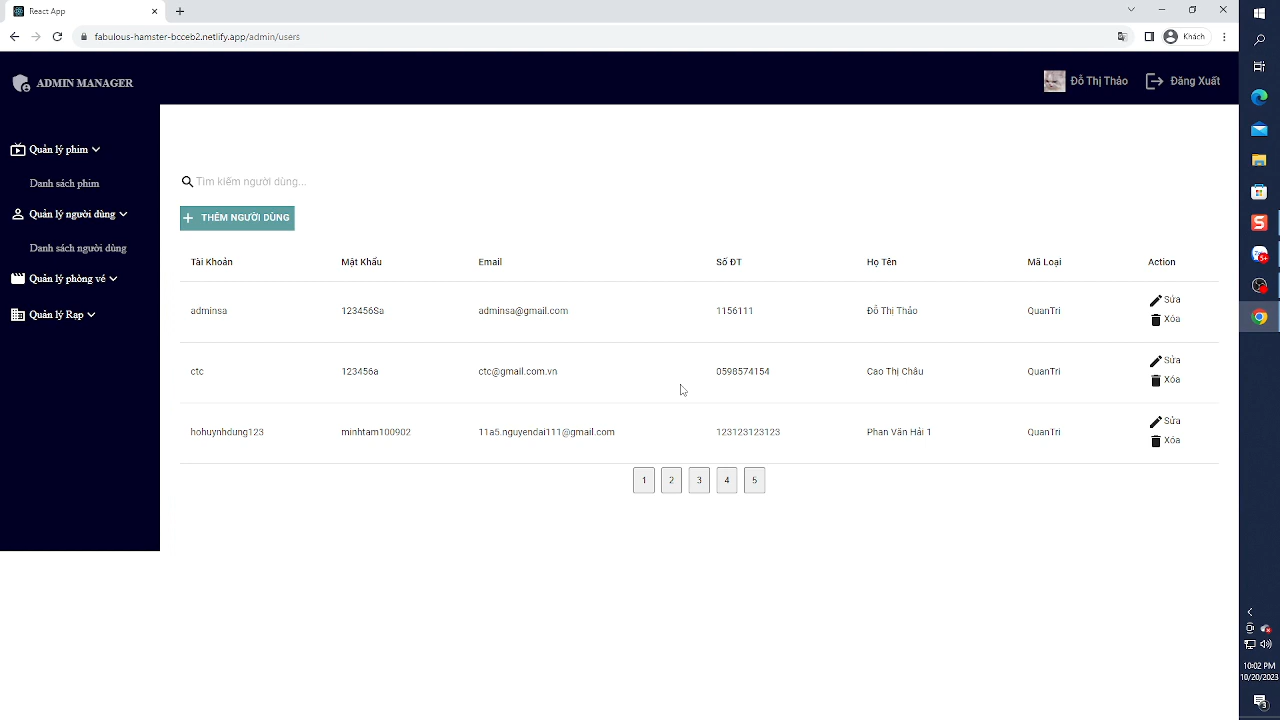 React App
fabulous-hamster-bcceb2.netlify.app/admin/users
Khách
ADMIN MANAGER
Đỗ Thị Thảo
Đăng Xuất
Quản lý phim
Danh sách phim
Quản lý người dùng
Danh sách người dùng
Quản lý phòng vé
Quản lý Rạp
Tìm kiếm người dùng...
THÊM NGƯỜI DÙNG
Tài Khoản Mật Khẩu Email Số ĐT Họ Tên Mã Loại Action
adminsa 123456Sa adminsa@gmail.com 1156111 Đỗ Thị Thảo QuanTri Sửa
Xóa
ctc 123456a ctc@gmail.com.vn 0598574154 Cao Thị Châu QuanTri Sửa
Xóa
hohuynhdung123 minhtam100902 11a5.nguyendai111@gmail.com 123123123123 Phan Văn Hải 1 QuanTri Sửa
Xóa
1 2 3 4 5
10:02 PM
10/20/2023